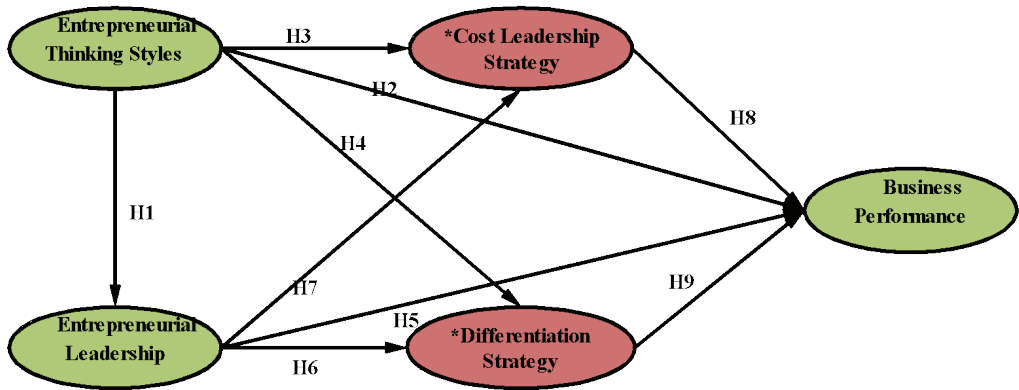 Entrepreneurial
Thinking Styles
H3
*Cost Leadership
Strategy
H2
H8
H4
Business
Performance
H1
H7
H9
Entrepreneurial
Leadership
H5
H6
*Differentiation
Strategy